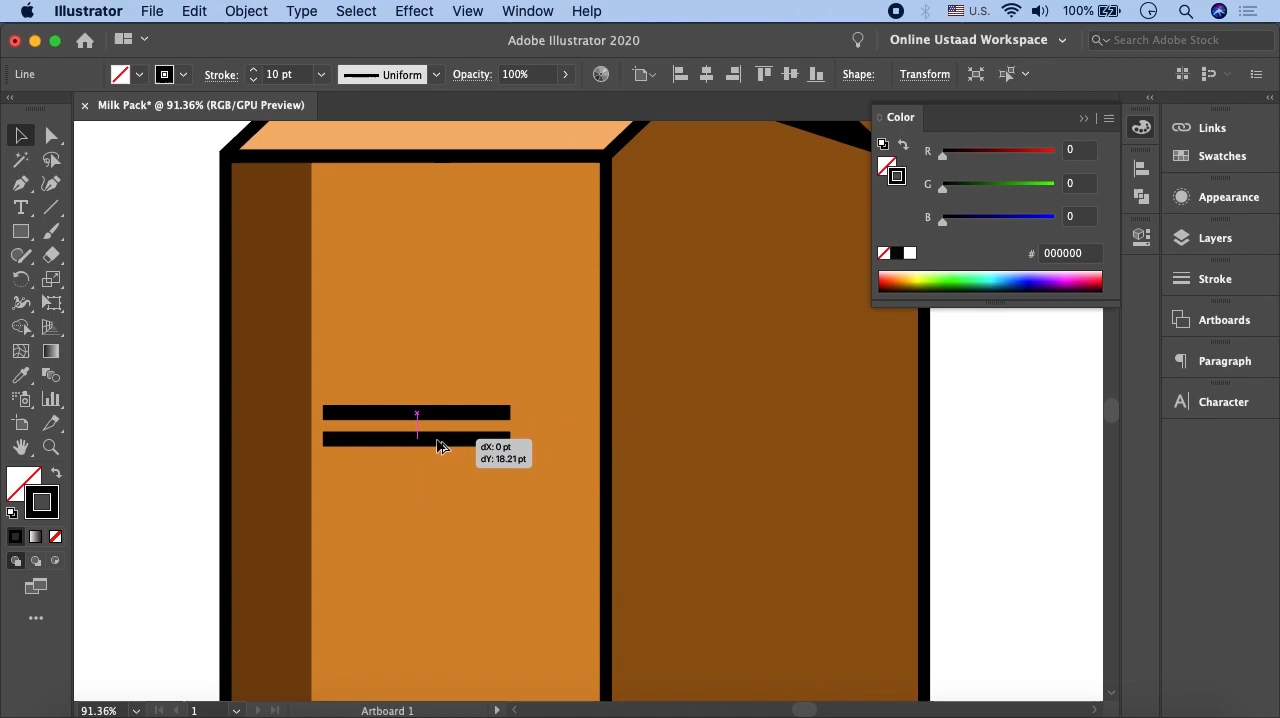 Illustrator File Edit Object Type Select Effect View Window Help U.S. 100%
Adobe Illustrator 2020 Online Ustaad Workspace Search Adobe Stock
Line Stroke: 10 pt Uniform Opacity: 100% Shape: Transform
× Milk Pack* @ 91.36% (RGB/GPU Preview)
Color
R 0
G 0
B 0
# 000000
Links
Swatches
Appearance
Layers
Stroke
Artboards
Paragraph
Character
dX: 0 pt
dY: 18.21 pt
91.36% 1 Artboard 1